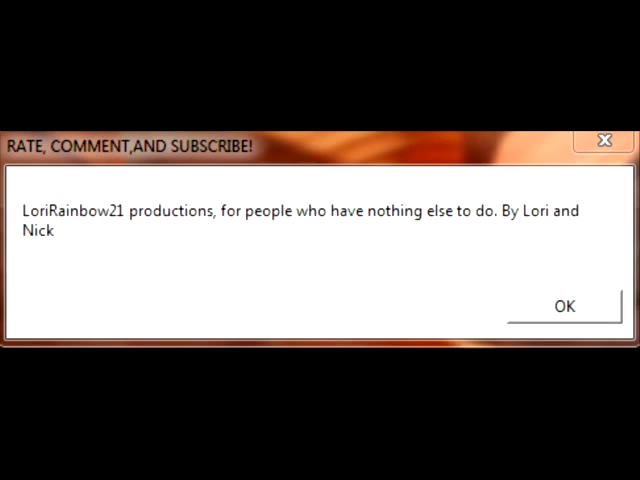 RATE, COMMENT,AND SUBSCRIBE!
LoriRainbow21 productions, for people who have nothing else to do. By Lori and
Nick
OK